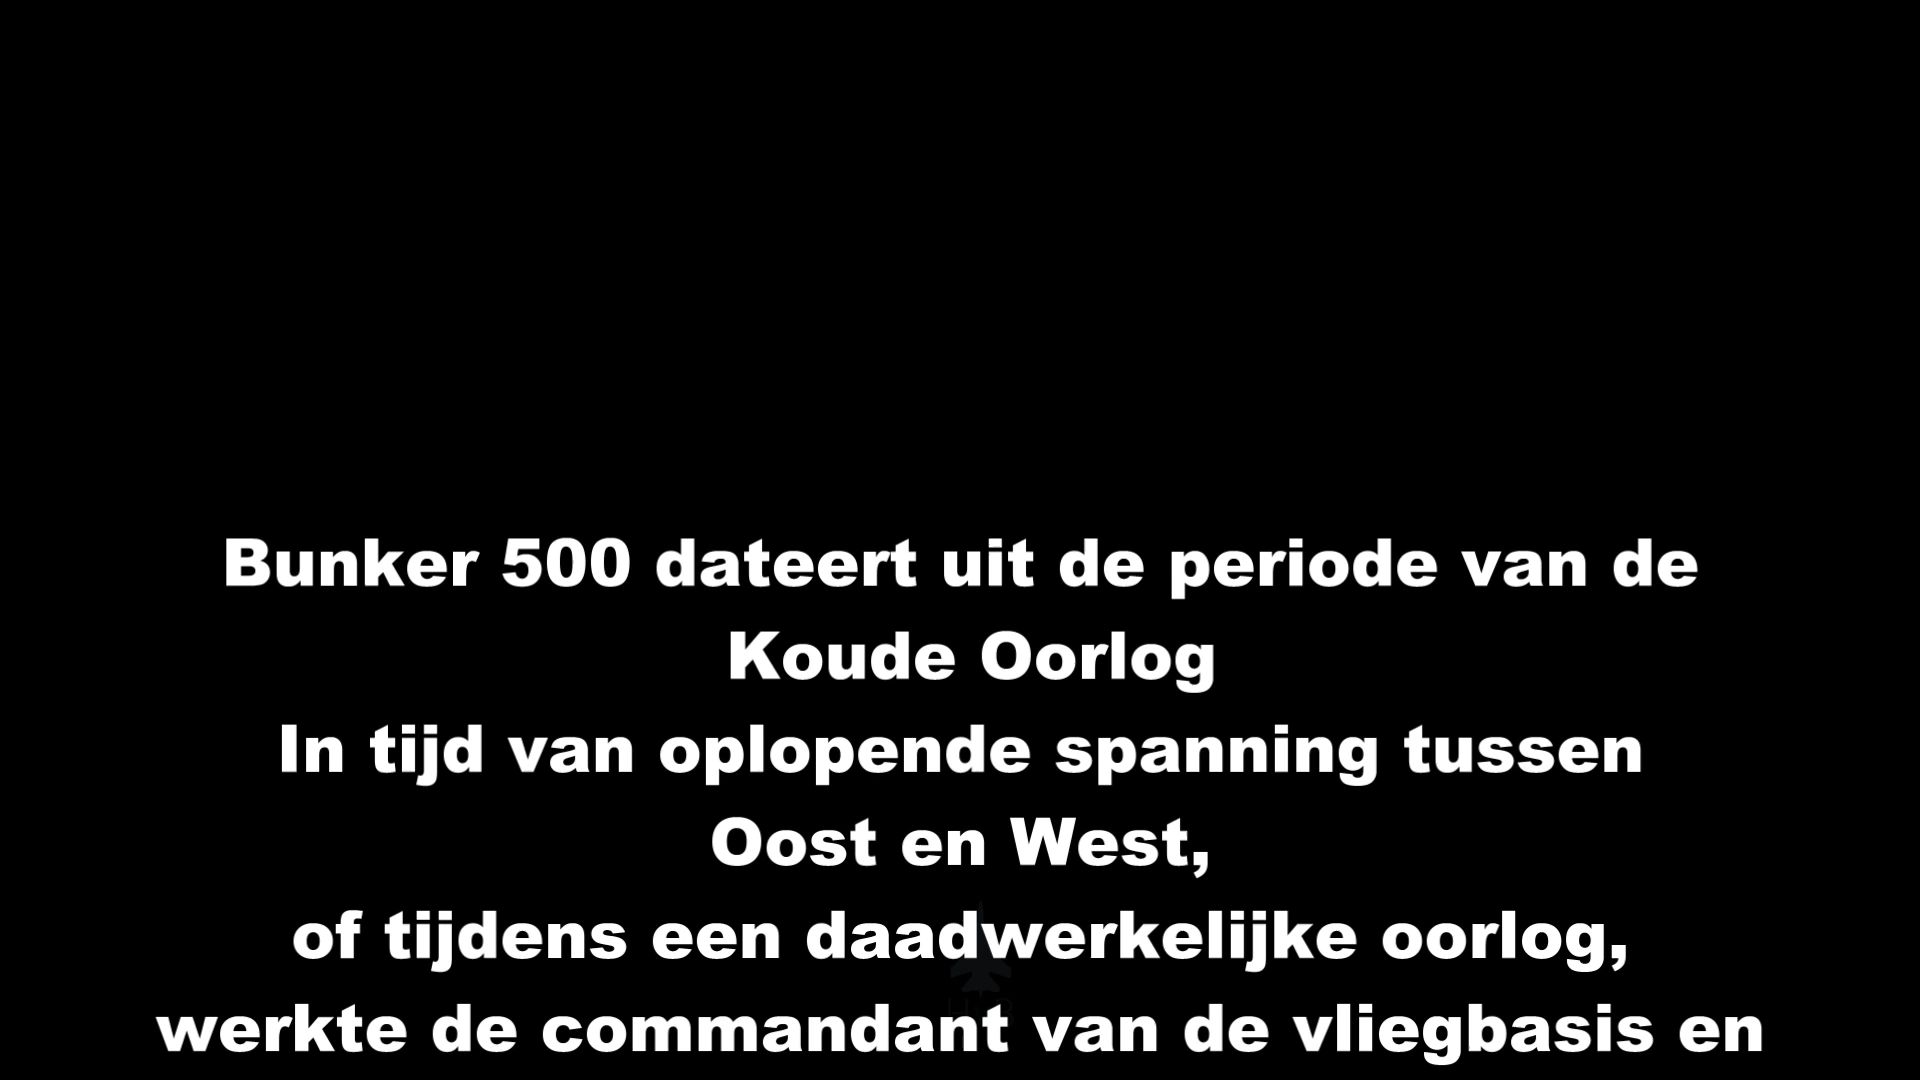 Bunker 500 dateert uit de periode van de
Koude Oorlog
In tijd van oplopende spanning tussen
Oost en West,
of tijdens een daadwerkelijke oorlog,
werkte de commandant van de vliegbasis en